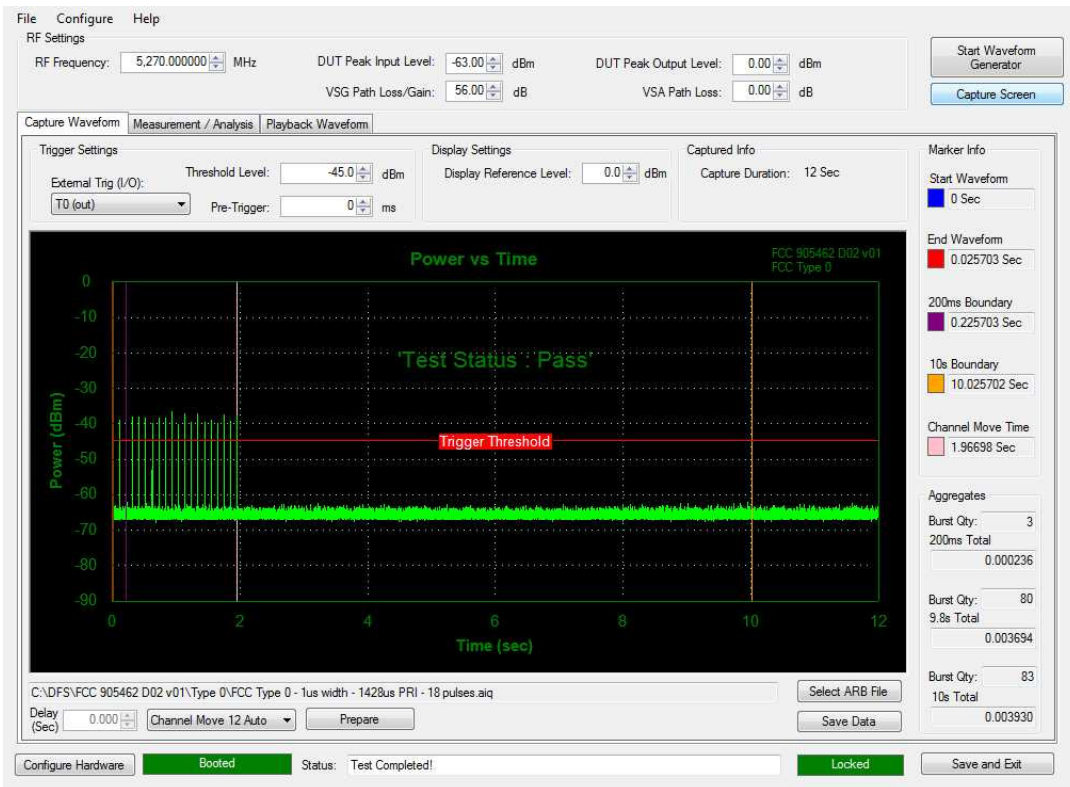 File Configure Help
RF Settings
RF Frequency: 5,270.000000 MHz
DUT Peak Input Level: -63.00 dBm
DUT Peak Output Level: 0.00 dBm
VSG Path Loss/Gain: 56.00 dB
VSA Path Loss: 0.00 dB
Start Waveform
Generator
Capture Screen
Capture Waveform Measurement / Analysis Playback Waveform
Trigger Settings
External Trig (I/O):
T0 (out)
Threshold Level: -45.0 dBm
Pre-Trigger: 0 ms
Display Settings
Display Reference Level: 0.0 dBm
Captured Info
Capture Duration: 12 Sec
Marker Info
Start Waveform
0 Sec
End Waveform
0.025703 Sec
200ms Boundary
0.225703 Sec
10s Boundary
10.025702 Sec
Channel Move Time
1.96698 Sec
Aggregates
Burst Qty: 3
200ms Total
0.000236
Burst Qty: 80
9.8s Total
0.003694
Burst Qty: 83
10s Total
0.003930
Power vs Time
FCC 905462 D02 v01
FCC Type 0
'Test Status : Pass'
Trigger Threshold
Power (dBm)
0
-10
-20
-30
-40
-50
-60
-70
-80
-90
0 2 4 6 8 10 12
Time (sec)
C:\DFS\FCC 905462 D02 v01\Type 0\FCC Type 0 - 1us width - 1428us PRI - 18 pulses.aiq
Select ARB File
Delay
(Sec)
0.000
Channel Move 12 Auto
Prepare
Save Data
Configure Hardware
Booted
Status: Test Completed!
Locked
Save and Exit